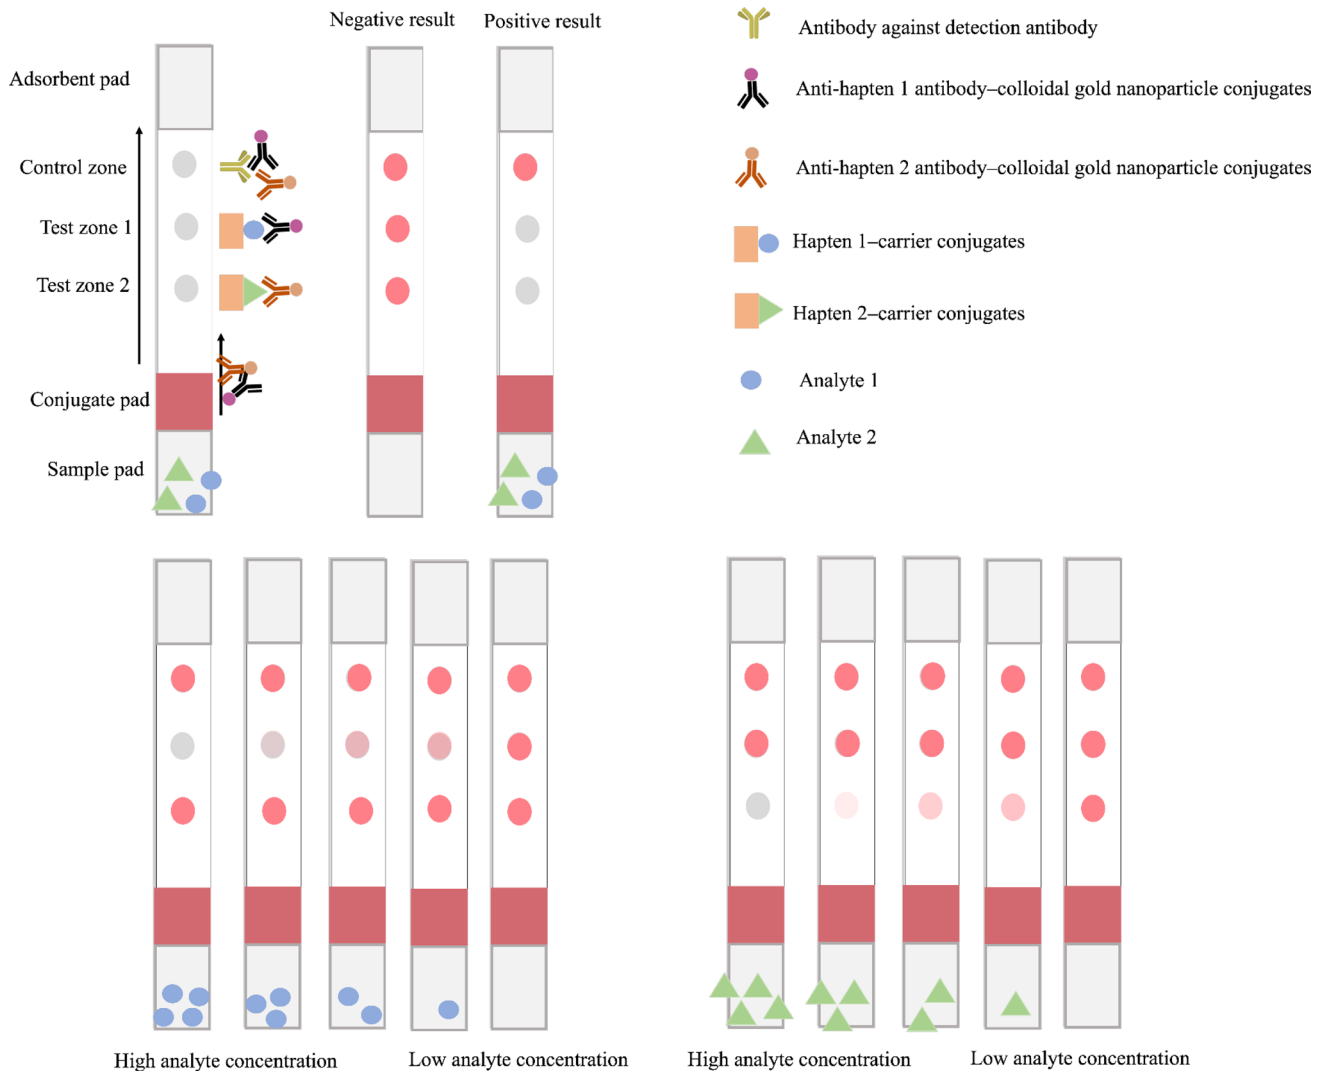 Negative result
Positive result
Adsorbent pad
Control zone
Test zone 1
Test zone 2
Conjugate pad
Sample pad
Antibody against detection antibody
Anti-hapten 1 antibody–colloidal gold nanoparticle conjugates
Anti-hapten 2 antibody–colloidal gold nanoparticle conjugates
Hapten 1–carrier conjugates
Hapten 2–carrier conjugates
Analyte 1
Analyte 2
High analyte concentration
Low analyte concentration
High analyte concentration
Low analyte concentration